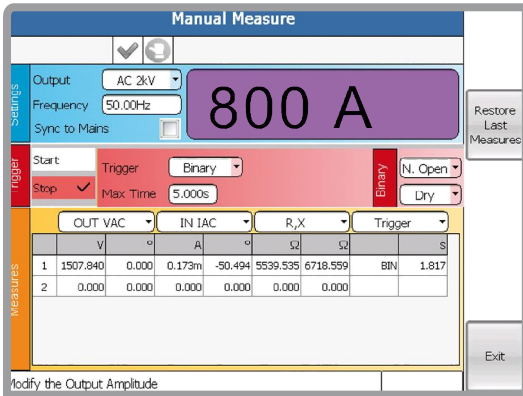 Manual Measure
Settings
Output AC 2kV
Frequency 50.00Hz
Sync to Mains
800 A
Restore
Last
Measures
Trigger
Start
Stop
Trigger Binary
Max Time 5.000s
Binary
N. Open
Dry
Measures
OUT VAC IN IAC R,X Trigger
V ° A ° Ω Ω s
1 1507.840 0.000 0.173m -50.494 5539.535 6718.559 BIN 1.817
2 0.000 0.000 0.000 0.000 0.000 0.000
Exit
Modify the Output Amplitude